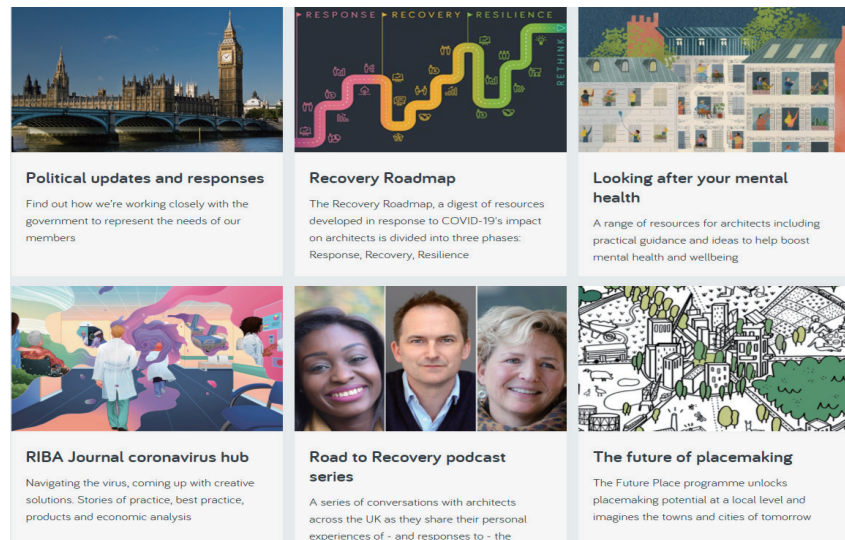 RESPONSE RECOVERY RESILIENCE
RETHINK
Political updates and responses
Find out how we're working closely with the
government to represent the needs of our
members
Recovery Roadmap
The Recovery Roadmap, a digest of resources
developed in response to COVID-19's impact
on architects is divided into three phases:
Response, Recovery, Resilience
Looking after your mental
health
A range of resources for architects including
practical guidance and ideas to help boost
mental health and wellbeing
RIBA Journal coronavirus hub
Navigating the virus, coming up with creative
solutions. Stories of practice, best practice,
products and economic analysis
Road to Recovery podcast
series
A series of conversations with architects
across the UK as they share their personal
experiences of - and responses to - the
The future of placemaking
The Future Place programme unlocks
placemaking potential at a local level and
imagines the towns and cities of tomorrow